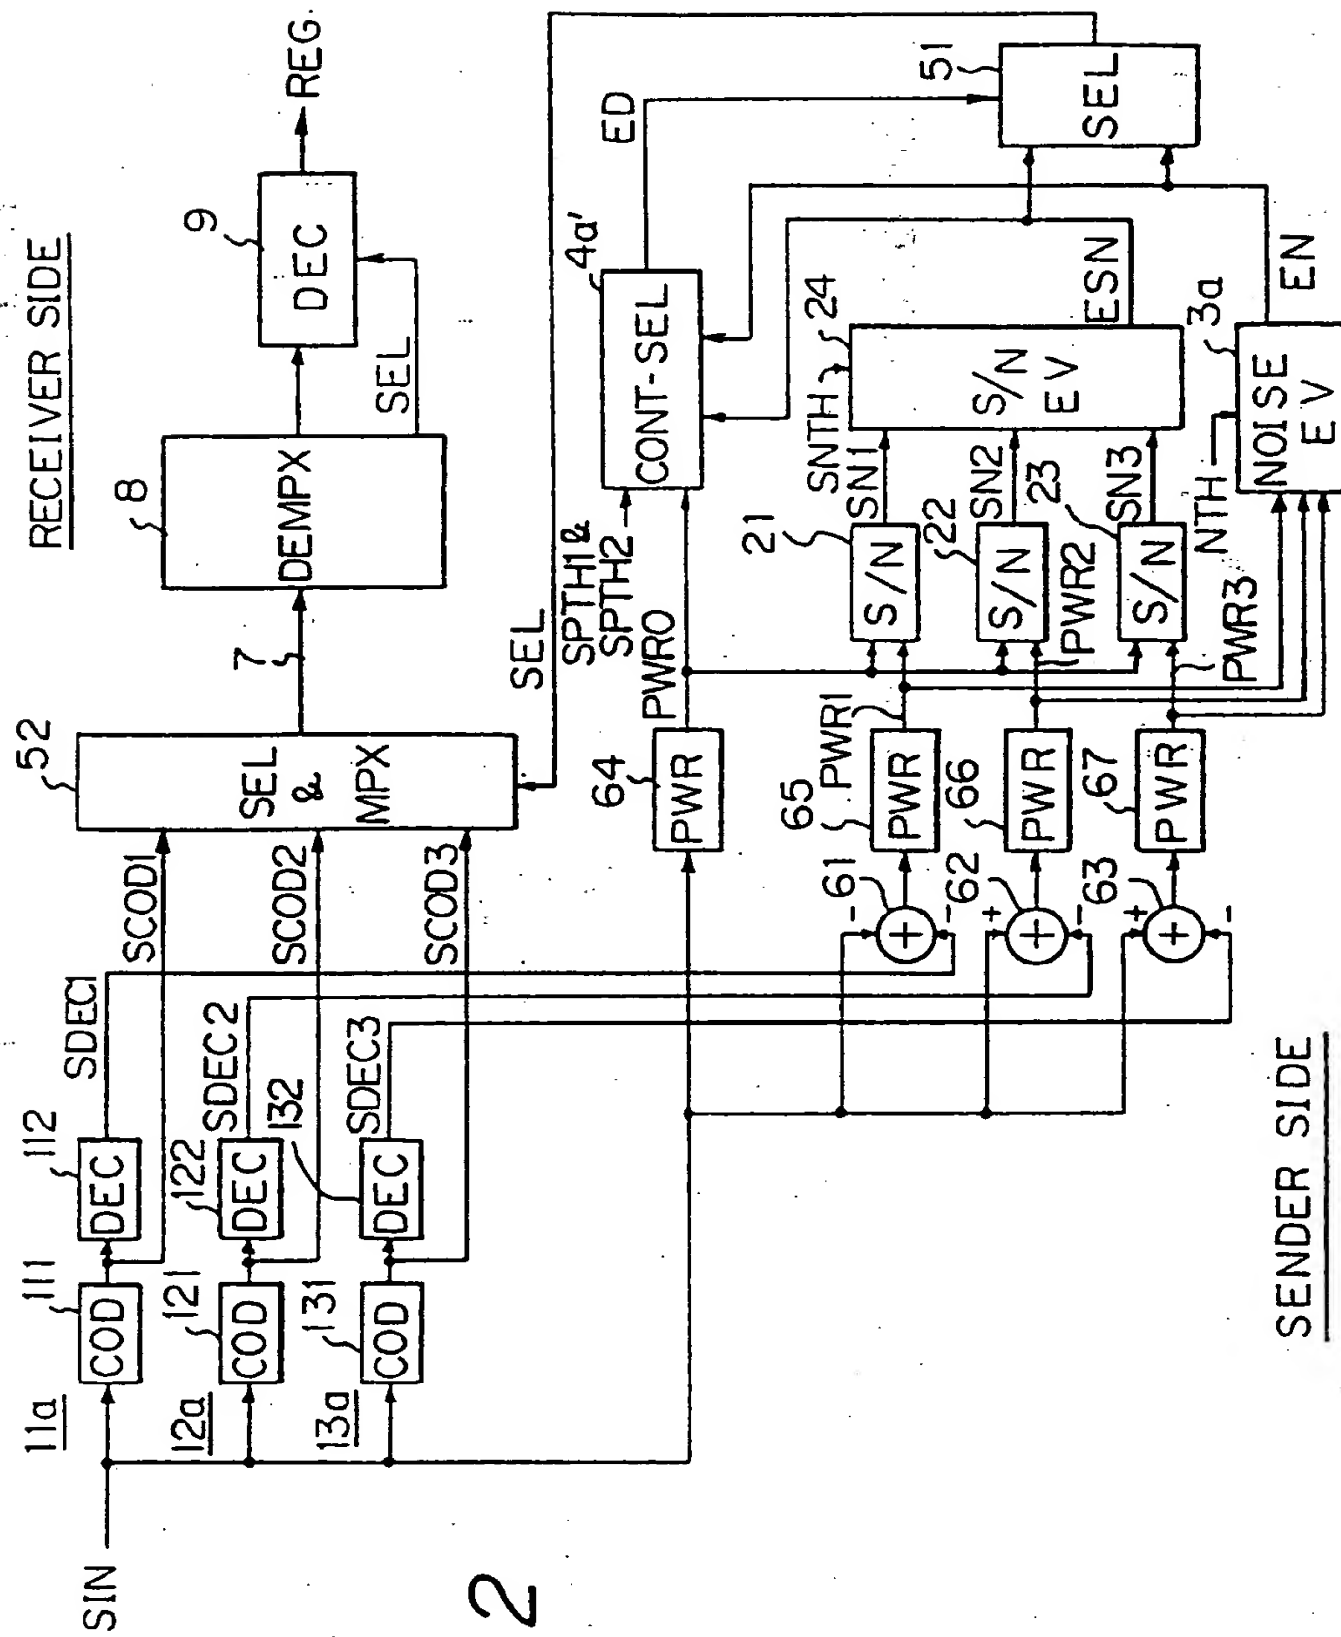 RECEIVER SIDE
SIN
11a
111
COD
112
DEC
SDEC1
SCOD1
12a
121
COD
122
DEC
SDEC2
SCOD2
13a
131
COD
132
DEC
SDEC3
SCOD3
52
SEL
&
MPX
7
8
DEMPX
SEL
9
DEC
REG.
SEL
64
PWR
PWR0
SPTH1&
SPTH2
4a'
CONT-SEL
ED
51
SEL
-
61
-
65
PWR
PWR1
21
S/N
SN1
SNTH
24
S/N
EV
ESN
+
62
-
66
PWR
PWR2
22
S/N
SN2
+
63
-
67
PWR
PWR3
23
S/N
SN3
NTH
3a
NOISE
EV
EN
SENDER SIDE
2